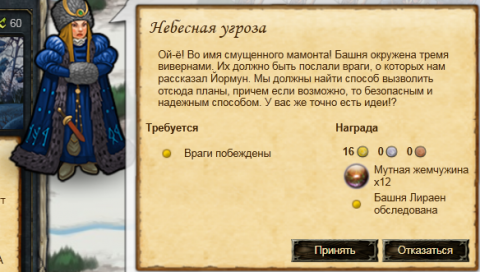 60
Небесная угроза
Ой-ё! Во имя смущенного мамонта! Башня окружена тремя
вивернами. Их должно быть послали враги, о которых нам
рассказал Йормун. Мы должны найти способ вызволить
отсюда планы, причем если возможно, то безопасным и
надежным способом. У вас же точно есть идеи!?
Требуется
Враги побеждены
Награда
16 0 0
Мутная жемчужина
x12
Башня Лираен
обследована
Принять
Отказаться